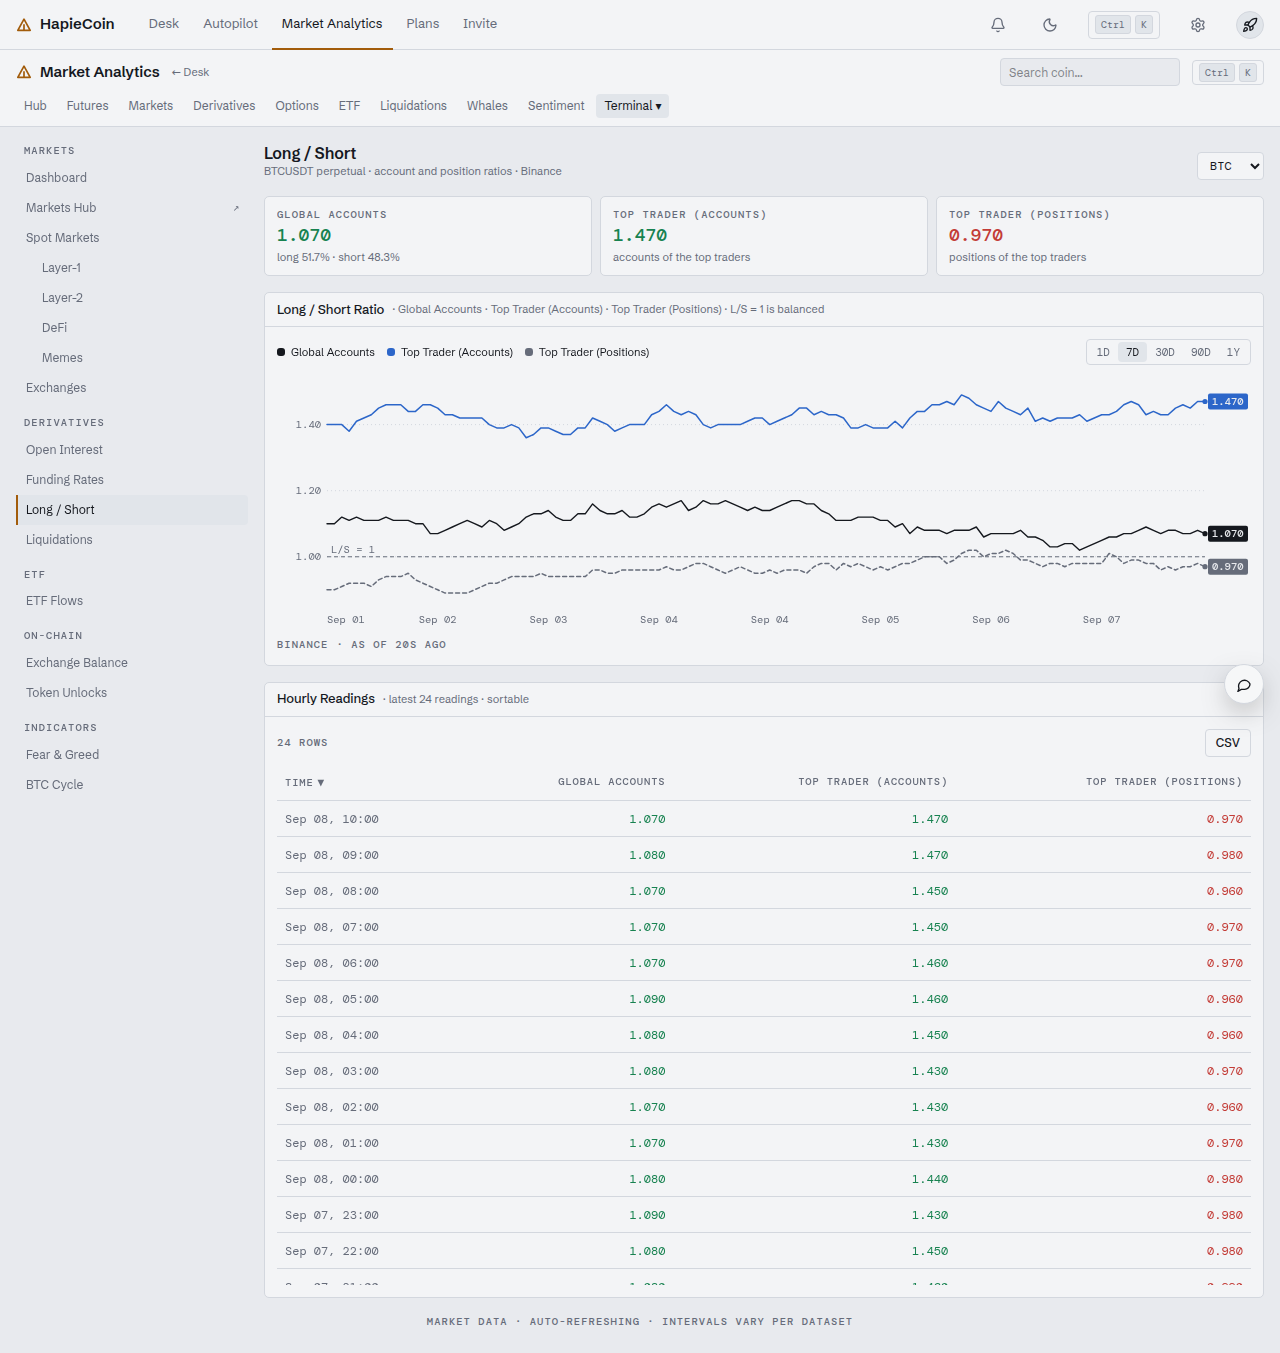 HapieCoin Desk Autopilot Market Analytics Plans Invite Ctrl K
Market Analytics ← Desk Search coin... Ctrl K
Hub Futures Markets Derivatives Options ETF Liquidations Whales Sentiment Terminal ▾
MARKETS
Dashboard
Markets Hub ↗
Spot Markets
Layer-1
Layer-2
DeFi
Memes
Exchanges
DERIVATIVES
Open Interest
Funding Rates
Long / Short
Liquidations
ETF
ETF Flows
ON-CHAIN
Exchange Balance
Token Unlocks
INDICATORS
Fear & Greed
BTC Cycle
Long / Short
BTCUSDT perpetual · account and position ratios · Binance
BTC
GLOBAL ACCOUNTS
1.070
long 51.7% · short 48.3%
TOP TRADER (ACCOUNTS)
1.470
accounts of the top traders
TOP TRADER (POSITIONS)
0.970
positions of the top traders
Long / Short Ratio · Global Accounts · Top Trader (Accounts) · Top Trader (Positions) · L/S = 1 is balanced
Global Accounts Top Trader (Accounts) Top Trader (Positions) 1D 7D 30D 90D 1Y
1.470
1.40
1.20
1.070
L/S = 1
1.00
0.970
Sep 01 Sep 02 Sep 03 Sep 04 Sep 04 Sep 05 Sep 06 Sep 07
BINANCE · AS OF 20S AGO
Hourly Readings · latest 24 readings · sortable
24 ROWS CSV
TIME ▼ GLOBAL ACCOUNTS TOP TRADER (ACCOUNTS) TOP TRADER (POSITIONS)
Sep 08, 10:00 1.070 1.470 0.970
Sep 08, 09:00 1.080 1.470 0.980
Sep 08, 08:00 1.070 1.450 0.960
Sep 08, 07:00 1.070 1.450 0.970
Sep 08, 06:00 1.070 1.460 0.970
Sep 08, 05:00 1.090 1.460 0.960
Sep 08, 04:00 1.080 1.450 0.960
Sep 08, 03:00 1.080 1.430 0.970
Sep 08, 02:00 1.070 1.430 0.960
Sep 08, 01:00 1.070 1.430 0.970
Sep 08, 00:00 1.080 1.440 0.980
Sep 07, 23:00 1.090 1.430 0.980
Sep 07, 22:00 1.080 1.450 0.980
MARKET DATA · AUTO-REFRESHING · INTERVALS VARY PER DATASET